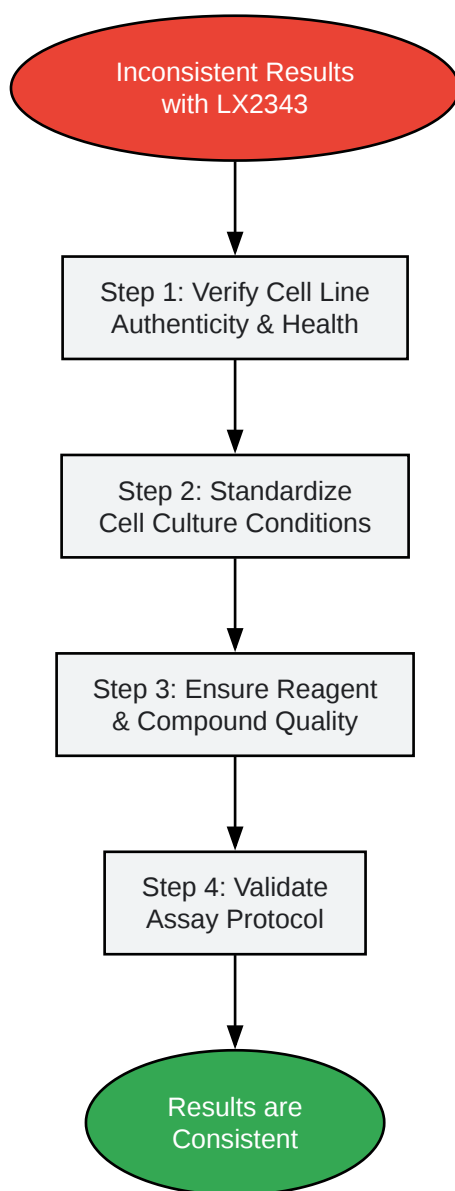 Inconsistent Results
with LX2343
Step 1: Verify Cell Line
Authenticity & Health
Step 2: Standardize
Cell Culture Conditions
Step 3: Ensure Reagent
& Compound Quality
Step 4: Validate
Assay Protocol
Results are
Consistent